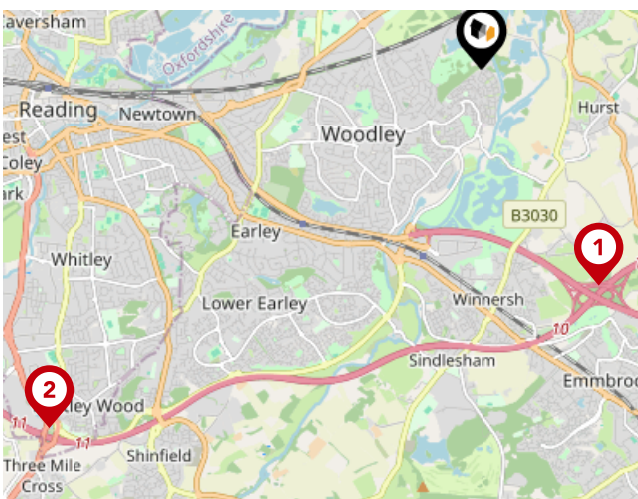 Caversham
Oxfordshire
Reading
Newtown
Hurst
est
Woodley
Coley
ark
B3030
Earley
1
Whitley
Lower Earley
Winnersh
10
Sindlesham
2
Emmbro
ley Wood
11
11
Shinfield
Three Mile
Cross